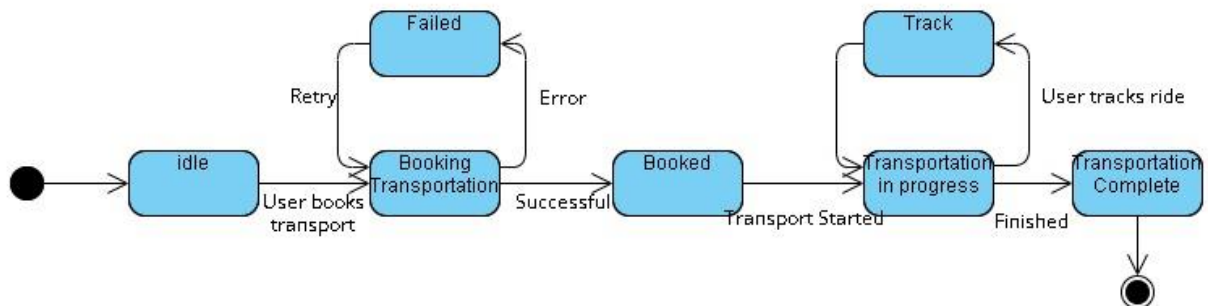 Failed
Track
Retry
Error
User tracks ride
idle
Booking
Transportation
Booked
Transportation
in progress
Transportation
Complete
User books
transport
Successful
Transport Started
Finished